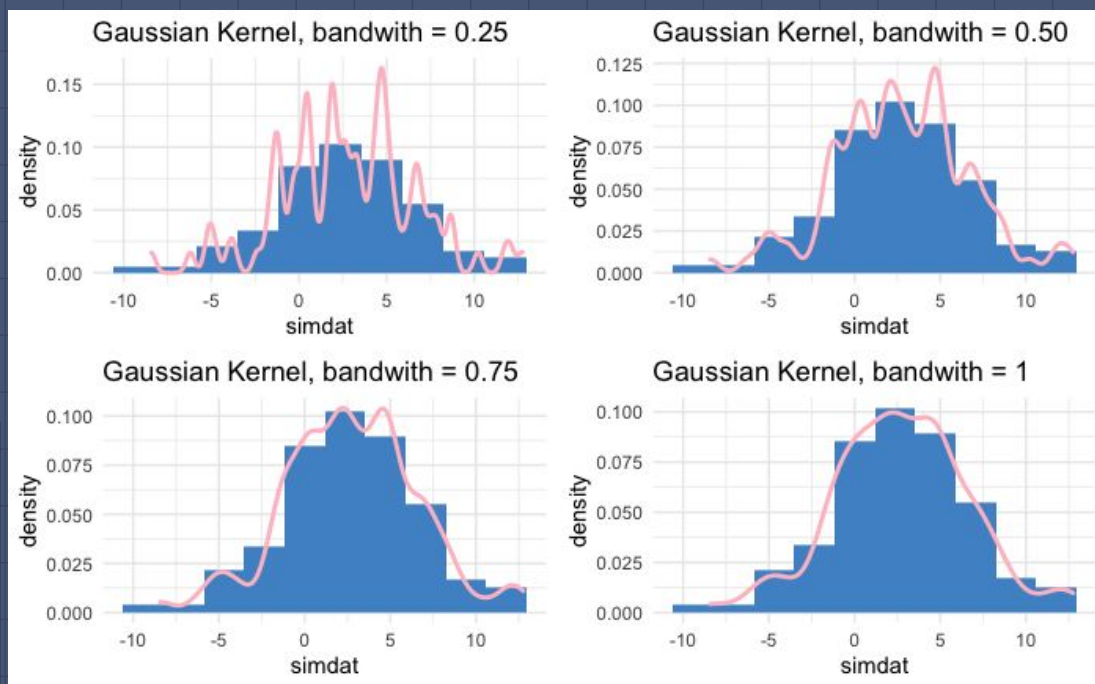 Gaussian Kernel, bandwith = 0.25
0.15
0.10
0.05
0.00
density
-10 -5 0 5 10
simdat
Gaussian Kernel, bandwith = 0.50
0.125
0.100
0.075
0.050
0.025
0.000
density
-10 -5 0 5 10
simdat
Gaussian Kernel, bandwith = 0.75
0.100
0.075
0.050
0.025
0.000
density
-10 -5 0 5 10
simdat
Gaussian Kernel, bandwith = 1
0.100
0.075
0.050
0.025
0.000
density
-10 -5 0 5 10
simdat